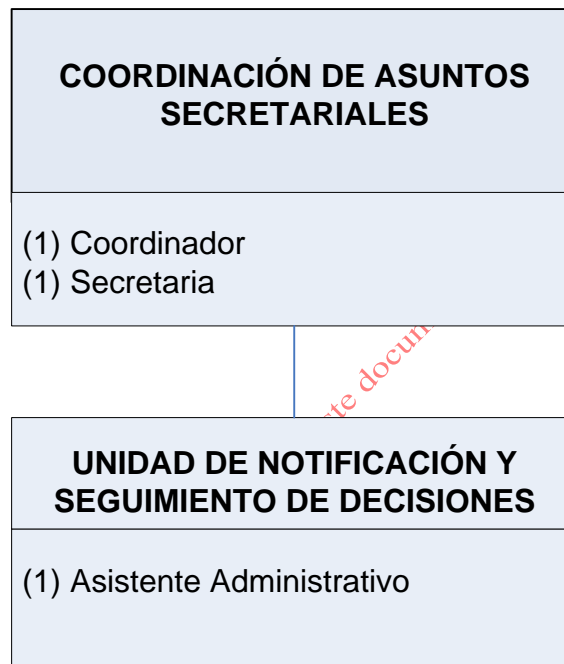 COORDINACIÓN DE ASUNTOS
SECRETARIALES
(1) Coordinador
(1) Secretaria
UNIDAD DE NOTIFICACIÓN Y
SEGUIMIENTO DE DECISIONES
(1) Asistente Administrativo